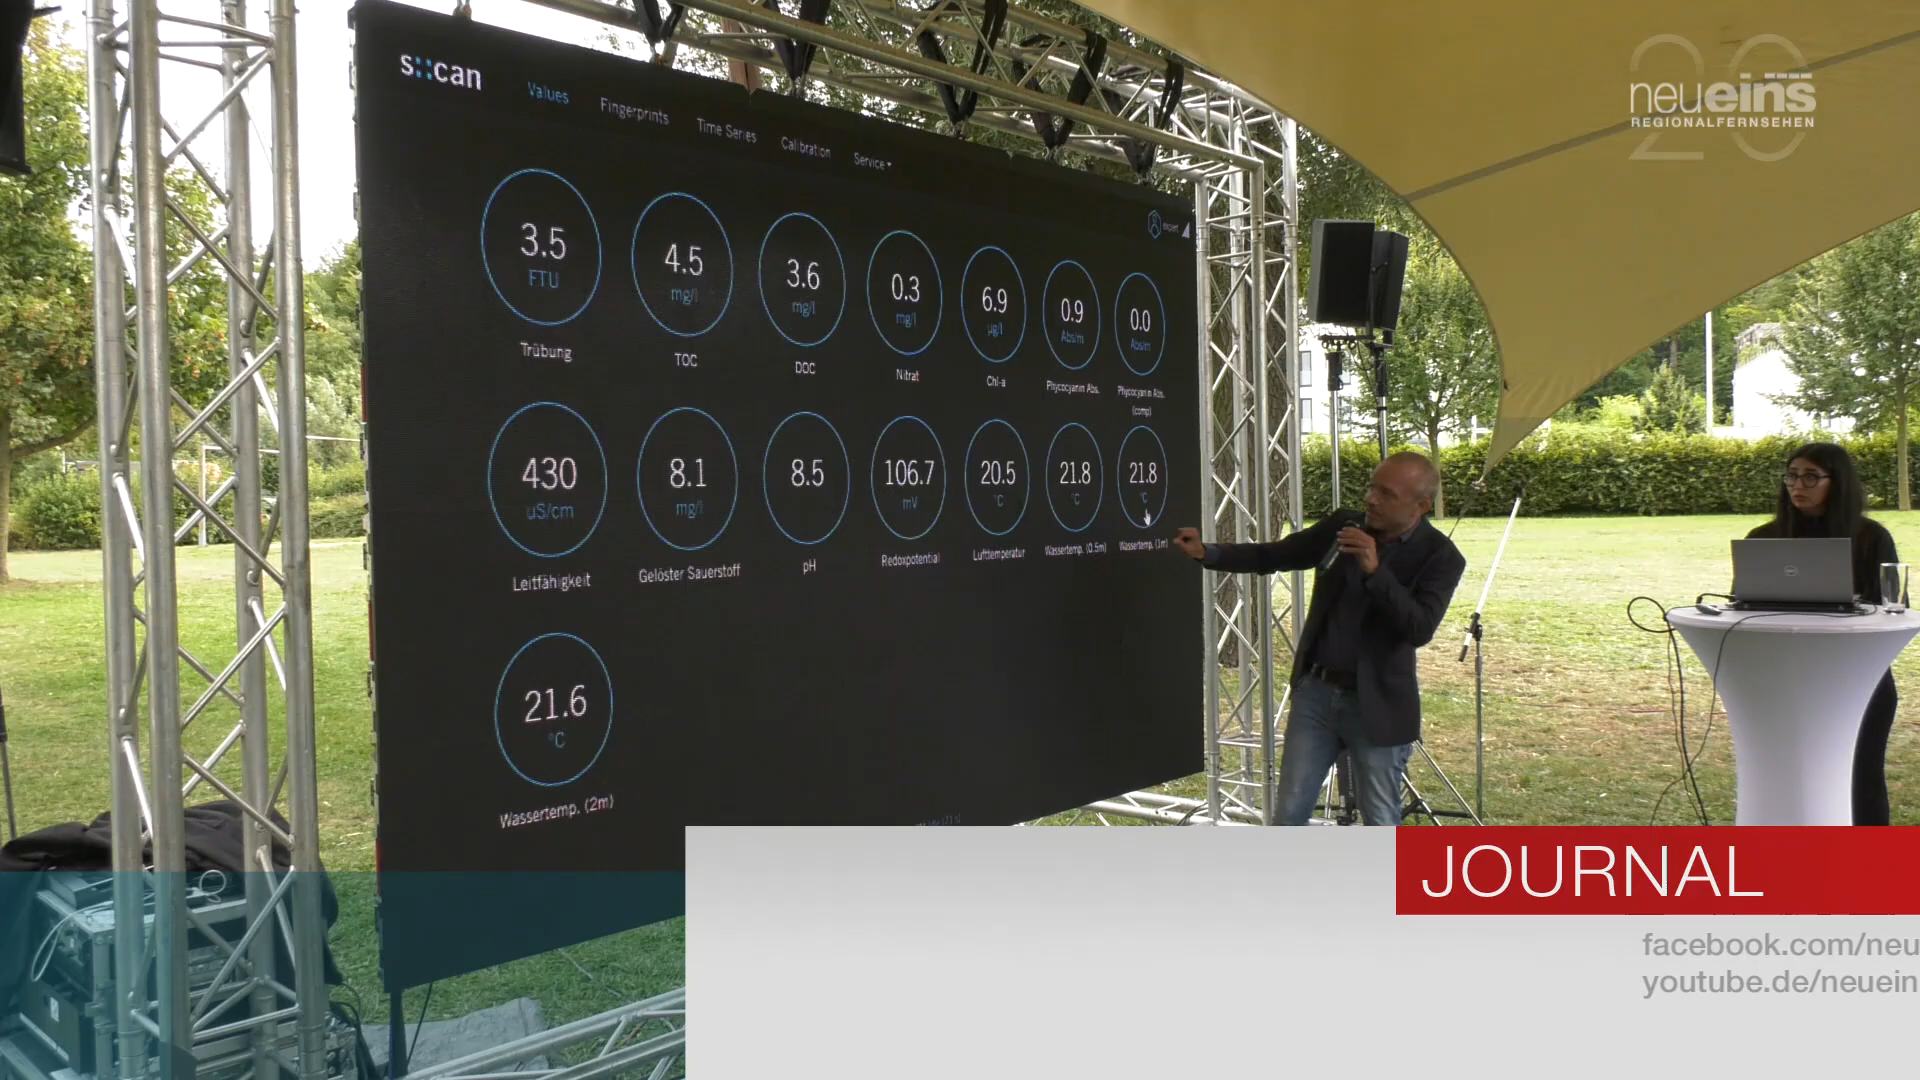 s::can
Values
Fingerprints
Time Series
Calibration
Service
expert
neueins
REGIONALFERNSEHEN
20
3.5
FTU
Trübung
4.5
mg/l
TOC
3.6
mg/l
DOC
0.3
mg/l
Nitrat
6.9
µg/l
Chl-a
0.9
Abs/m
Phycocyanin Abs.
0.0
Abs/m
Phycocyanin Abs.
(comp)
430
uS/cm
Leitfähigkeit
8.1
mg/l
Gelöster Sauerstoff
8.5
pH
106.7
mV
Redoxpotential
20.5
°C
Lufttemperatur
21.8
°C
Wassertemp. (0.5m)
21.8
°C
Wassertemp. (1m)
21.6
°C
Wassertemp. (2m)
DELL
JOURNAL
facebook.com/neu
youtube.de/neuein